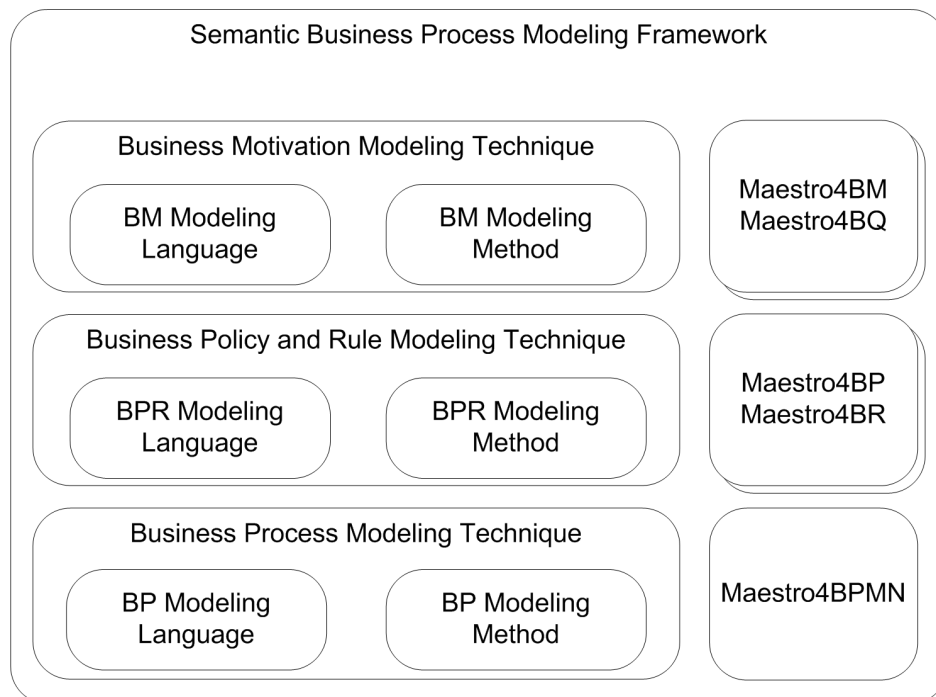 Semantic Business Process Modeling Framework
Business Motivation Modeling Technique
BM Modeling
Language
BM Modeling
Method
Maestro4BM
Maestro4BQ
Business Policy and Rule Modeling Technique
BPR Modeling
Language
BPR Modeling
Method
Maestro4BP
Maestro4BR
Business Process Modeling Technique
BP Modeling
Language
BP Modeling
Method
Maestro4BPMN